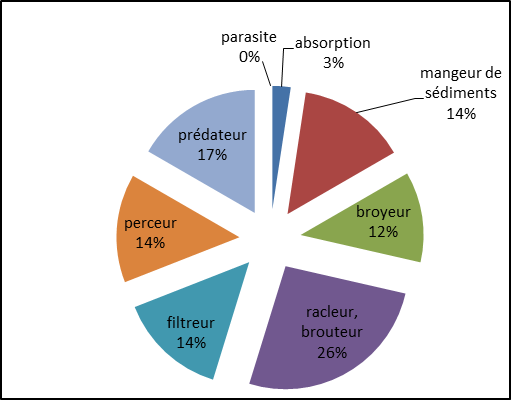 parasite
0%
absorption
3%
mangeur de
sédiments
14%
broyeur
12%
racleur,
brouteur
26%
filtreur
14%
perceur
14%
prédateur
17%